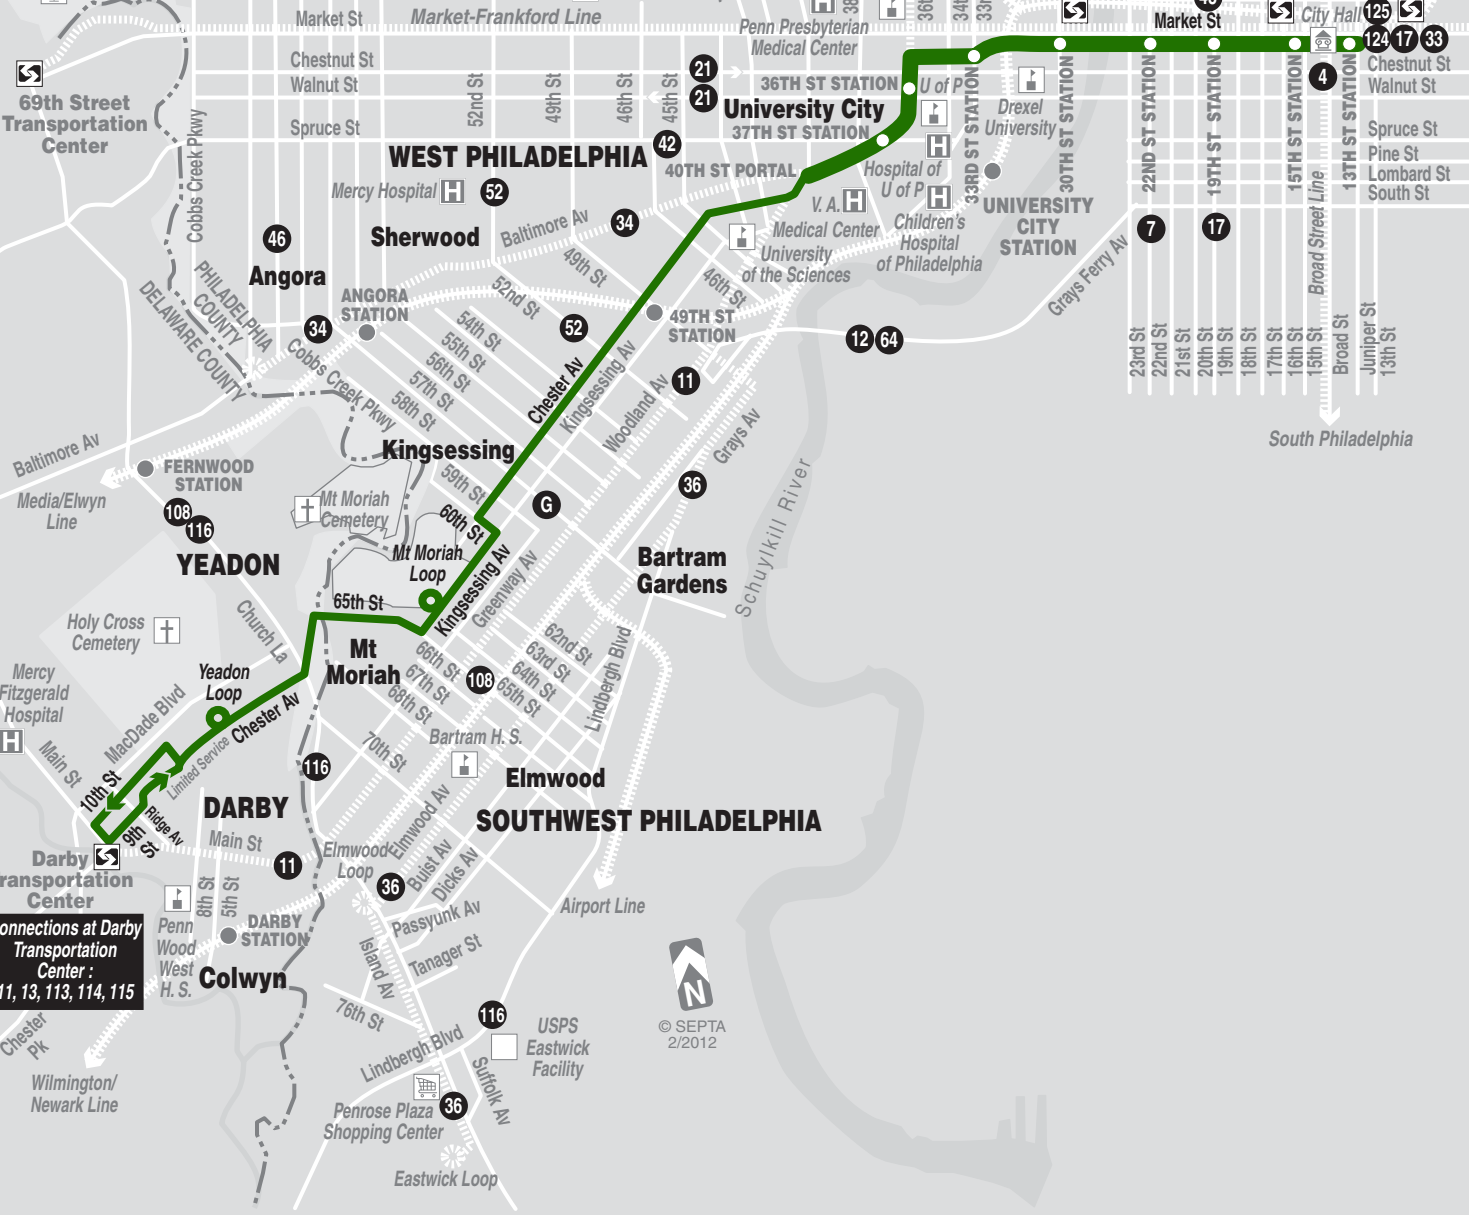 Market St
Market-Frankford Line
Penn Presbyterian
Medical Center
38
36th
34t
33r
Market St
City Hall
125
124
17
33
Chestnut St
Walnut St
Spruce St
Chestnut St
Walnut St
Spruce St
Pine St
Lombard St
South St
69th Street
Transportation
Center
Cobbs Creek Pkwy
52nd St
49th St
46th St
45th St
21
21
36TH ST STATION
U of P
University City
37TH ST STATION
42
WEST PHILADELPHIA
40TH ST PORTAL
Drexel
University
33RD ST STATION
30TH ST STATION
22ND ST STATION
19TH ST STATION
15TH ST STATION
13TH ST STATION
4
H
Mercy Hospital
H
52
Hospital of
U of P
H
V. A.
H
Medical Center
Children's
Hospital
of Philadelphia
UNIVERSITY
CITY
STATION
University
of the Sciences
Broad Street Line
7
17
46
Angora
Sherwood
Baltimore Av
34
49th St
46th St
52nd St
PHILADELPHIA
COUNTY
DELAWARE COUNTY
ANGORA
STATION
34
49TH ST
STATION
52
54th St
55th St
56th St
57th St
58th St
Cobbs Creek Pkwy
Chester Av
Kingsessing Av
Woodland Av
11
12
64
Grays Ferry Av
23rd St
22nd St
21st St
20th St
19th St
18th St
17th St
16th St
15th St
Broad St
Juniper St
13th St
South Philadelphia
Grays Av
36
Schuylkill River
Baltimore Av
Media/Elwyn
Line
FERNWOOD
STATION
108
116
YEADON
Kingsessing
59th St
60th St
G
Mt Moriah
Cemetery
Mt Moriah
Loop
Kingsessing Av
Greenway Av
65th St
Bartram
Gardens
Holy Cross
Cemetery
Church La
Mt
Moriah
66th St
67th St
68th St
70th St
108
62nd St
63rd St
64th St
65th St
Lindbergh Blvd
Mercy
Fitzgerald
Hospital
H
Yeadon
Loop
MacDade Blvd
Chester Av
Limited Service
Main St
10th St
9th
St
Ridge Av
DARBY
Main St
116
11
Bartram H. S.
Elmwood
SOUTHWEST PHILADELPHIA
Elmwood Av
Buist Av
Dicks Av
Elmwood
Loop
36
Darby
ransportation
Center
onnections at Darby
Transportation
Center :
11, 13, 113, 114, 115
8th St
5th St
Penn
Wood
West
H. S.
DARBY
STATION
Colwyn
Passyunk Av
Tanager St
Island Av
76th St
Airport Line
N
© SEPTA
2/2012
Chester
Pk
Wilmington/
Newark Line
116
USPS
Eastwick
Facility
Lindbergh Blvd
Suffolk Av
Penrose Plaza
Shopping Center
36
Eastwick Loop